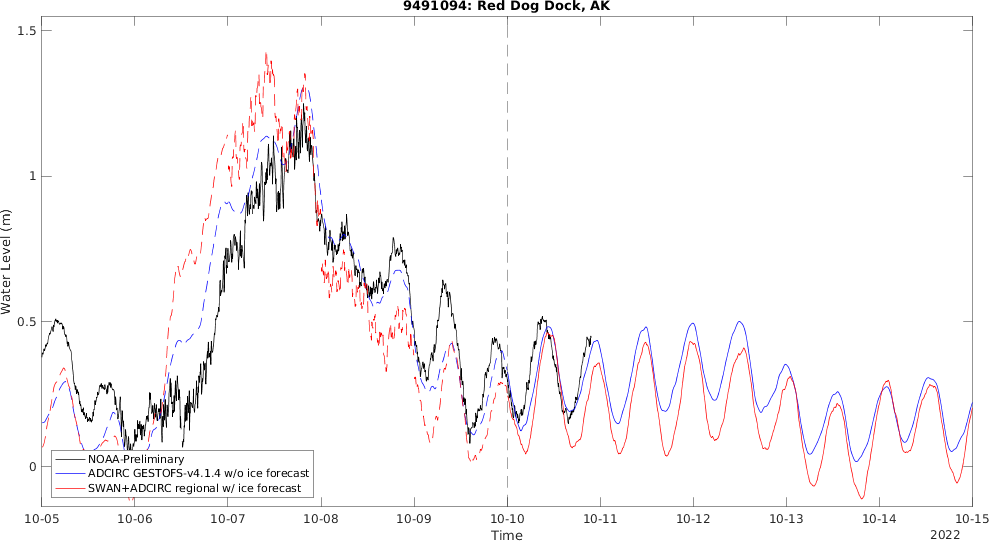 9491094: Red Dog Dock, AK
1.5
1
0.5
0
Water Level (m)
NOAA-Preliminary
ADCIRC GESTOFS-v4.1.4 w/o ice forecast
SWAN+ADCIRC regional w/ ice forecast
10-05 10-06 10-07 10-08 10-09 10-10 10-11 10-12 10-13 10-14 10-15
Time
2022